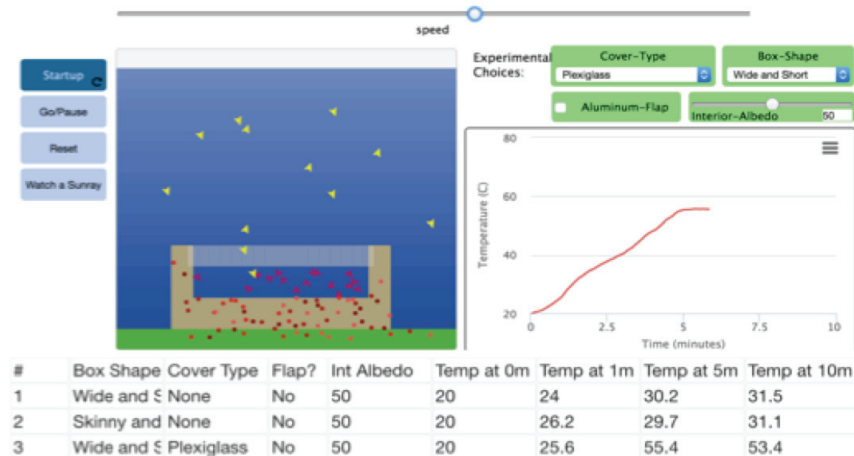 speed
Startup
Go/Pause
Reset
Watch a Sunray
Experimental Choices:
Cover-Type
Plexiglass
Box-Shape
Wide and Short
Aluminum-Flap
Interior-Albedo 50
80
60
40
20
Temperature (C)
0 2.5 5 7.5 10
Time (minutes)
# Box Shape Cover Type Flap? Int Albedo Temp at 0m Temp at 1m Temp at 5m Temp at 10m
1 Wide and S None No 50 20 24 30.2 31.5
2 Skinny and None No 50 20 26.2 29.7 31.1
3 Wide and S Plexiglass No 50 20 25.6 55.4 53.4